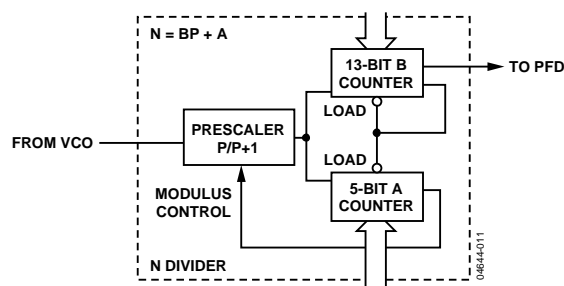 N = BP + A
13-BIT B
COUNTER
TO PFD
LOAD
FROM VCO
PRESCALER
P/P+1
LOAD
MODULUS
CONTROL
5-BIT A
COUNTER
N DIVIDER
04644-011